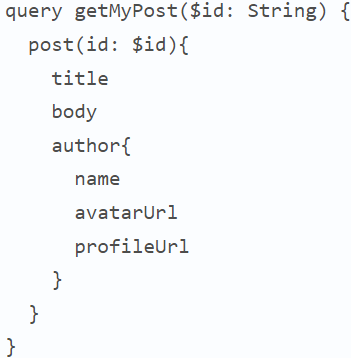 query getMyPost($id: String) {
  post(id: $id){
    title
    body
    author{
      name
      avatarUrl
      profileUrl
    }
  }
}